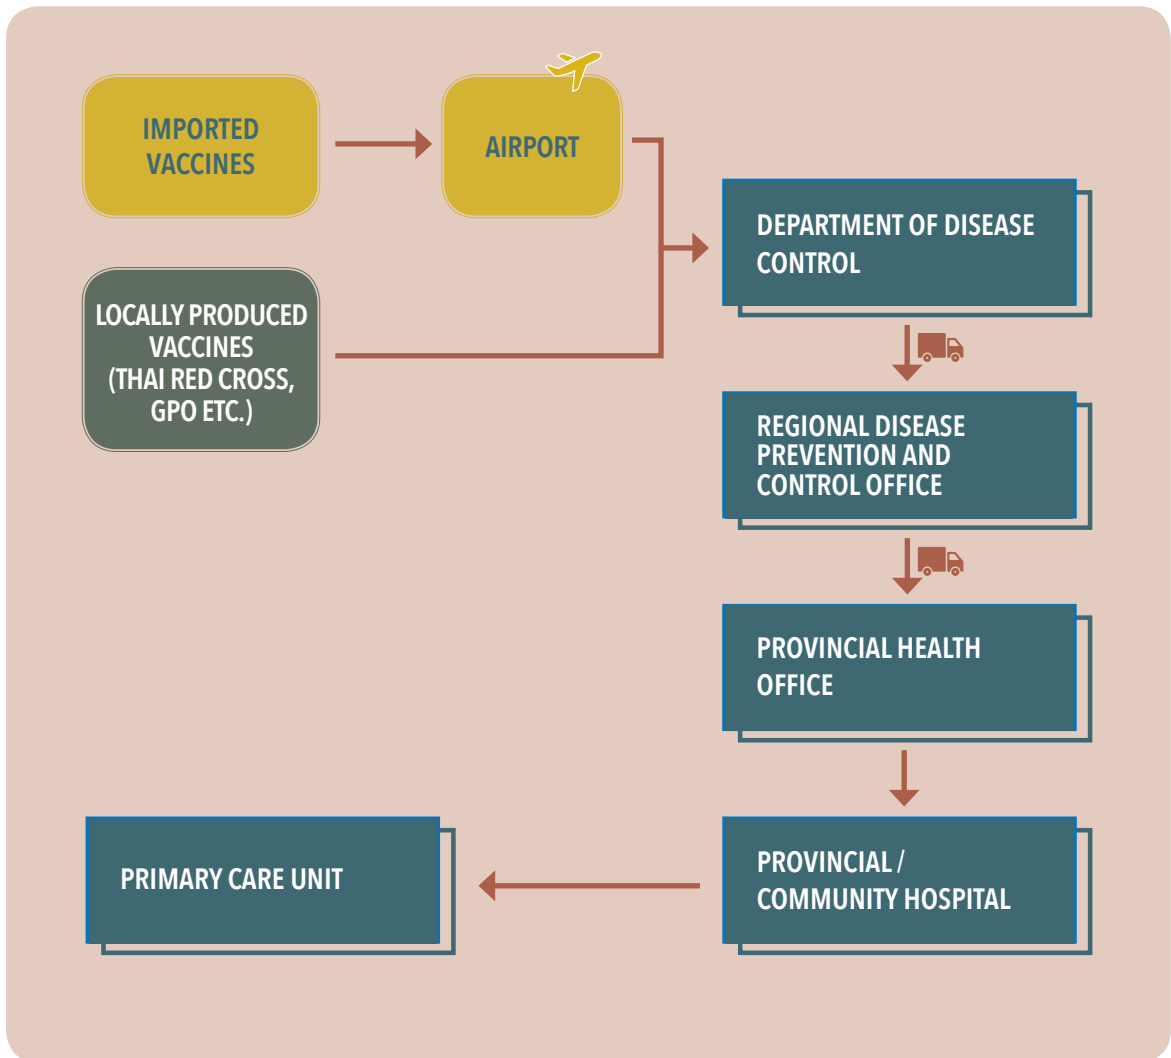 IMPORTED
VACCINES
AIRPORT
LOCALLY PRODUCED
VACCINES
(THAI RED CROSS,
GPO ETC.)
DEPARTMENT OF DISEASE
CONTROL
REGIONAL DISEASE
PREVENTION AND
CONTROL OFFICE
PROVINCIAL HEALTH
OFFICE
PROVINCIAL /
COMMUNITY HOSPITAL
PRIMARY CARE UNIT